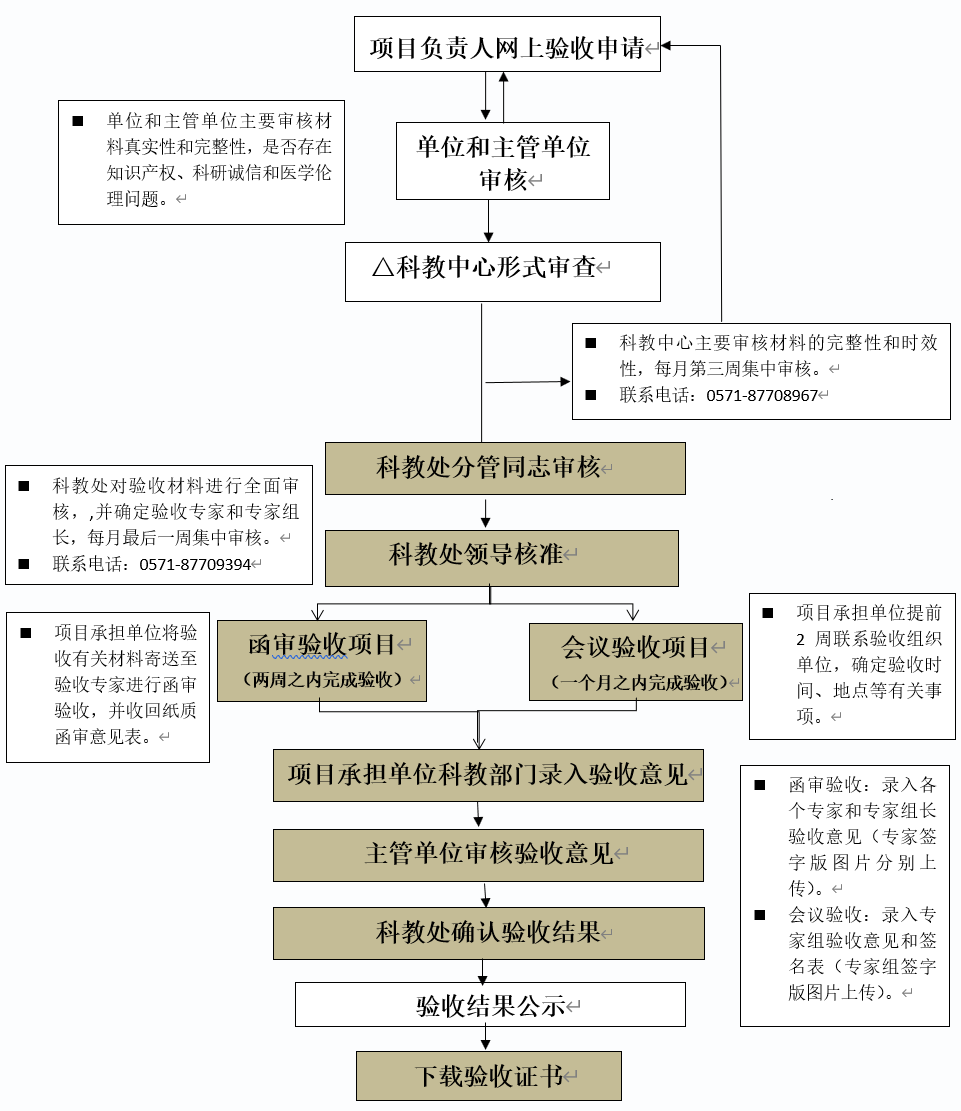 项目负责人网上验收申请
单位和主管单位主要审核材
料真实性和完整性，是否存在
知识产权、科研诚信和医学伦
理问题。
单位和主管单位
审核
△科教中心形式审查
■ 科教中心主要审核材料的完整性和时效
性，每月第三周集中审核。
■ 联系电话：0571-87708967
科教处分管同志审核
■ 科教处对验收材料进行全面审
核，,并确定验收专家和专家组
长，每月最后一周集中审核。
■ 联系电话：0571-87709394
科教处领导核准
■ 项目承担单位将验
收有关材料寄送至
验收专家进行函审
验收，并收回纸质
函审意见表。
函审验收项目
（两周之内完成验收）
会议验收项目
（一个月之内完成验收）
■ 项目承担单位提前
2 周联系验收组织
单位，确定验收时
间、地点等有关事
项。
项目承担单位科教部门录入验收意见
■ 函审验收：录入各
个专家和专家组长
验收意见（专家签
字版图片分别上
传）。
■ 会议验收：录入专
家组验收意见和签
名表（专家组签字
版图片上传）。
主管单位审核验收意见
科教处确认验收结果
验收结果公示
下载验收证书